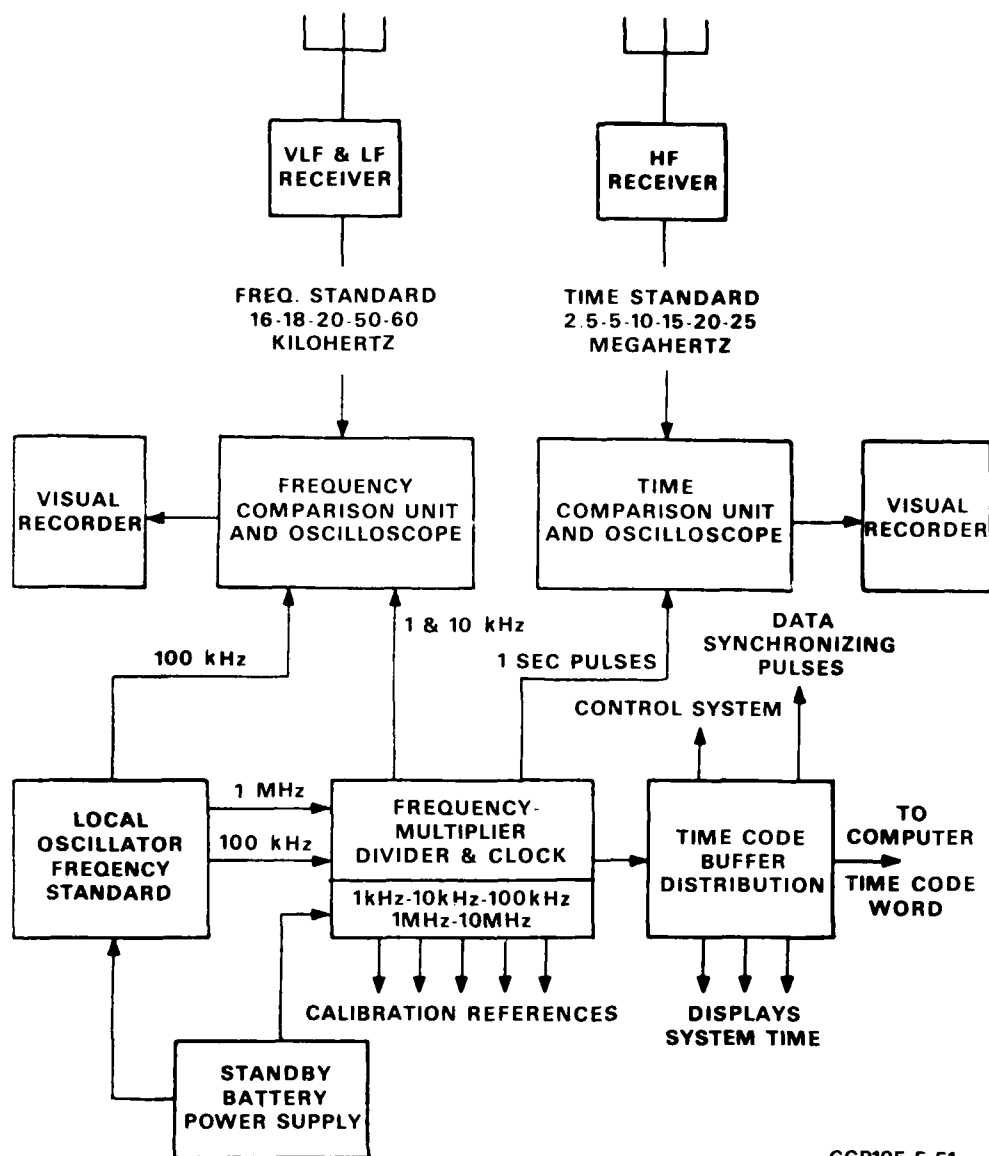 VLF & LF
RECEIVER
HF
RECEIVER
FREQ. STANDARD
16-18-20-50-60
KILOHERTZ
TIME STANDARD
2.5-5-10-15-20-25
MEGAHERTZ
VISUAL
RECORDER
FREQUENCY
COMPARISON UNIT
AND OSCILLOSCOPE
TIME
COMPARISON UNIT
AND OSCILLOSCOPE
VISUAL
RECORDER
100 kHz
1 & 10 kHz
1 SEC PULSES
DATA
SYNCHRONIZING
PULSES
CONTROL SYSTEM
LOCAL
OSCILLATOR
FREQENCY
STANDARD
1 MHz
100 kHz
FREQUENCY-
MULTIPLIER
DIVIDER & CLOCK
1kHz-10kHz-100kHz
1MHz-10MHz
TIME CODE
BUFFER
DISTRIBUTION
TO
COMPUTER
TIME CODE
WORD
CALIBRATION REFERENCES
DISPLAYS
SYSTEM TIME
STANDBY
BATTERY
POWER SUPPLY